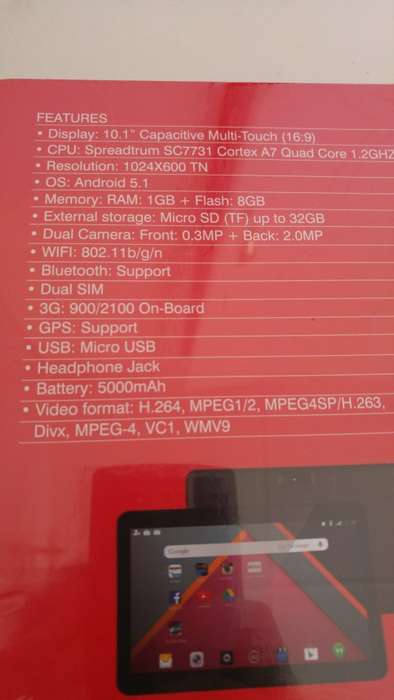 FEATURES
• Display: 10.1" Capacitive Multi-Touch (16:9)
• CPU: Spreadtrum SC7731 Cortex A7 Quad Core 1.2GHZ
• Resolution: 1024X600 TN
• OS: Android 5.1
• Memory: RAM: 1GB + Flash: 8GB
• External storage: Micro SD (TF) up to 32GB
• Dual Camera: Front: 0.3MP + Back: 2.0MP
• WIFI: 802.11b/g/n
• Bluetooth: Support
• Dual SIM
• 3G: 900/2100 On-Board
• GPS: Support
• USB: Micro USB
• Headphone Jack
• Battery: 5000mAh
• Video format: H.264, MPEG1/2, MPEG4SP/H.263,
Divx, MPEG-4, VC1, WMV9
Google